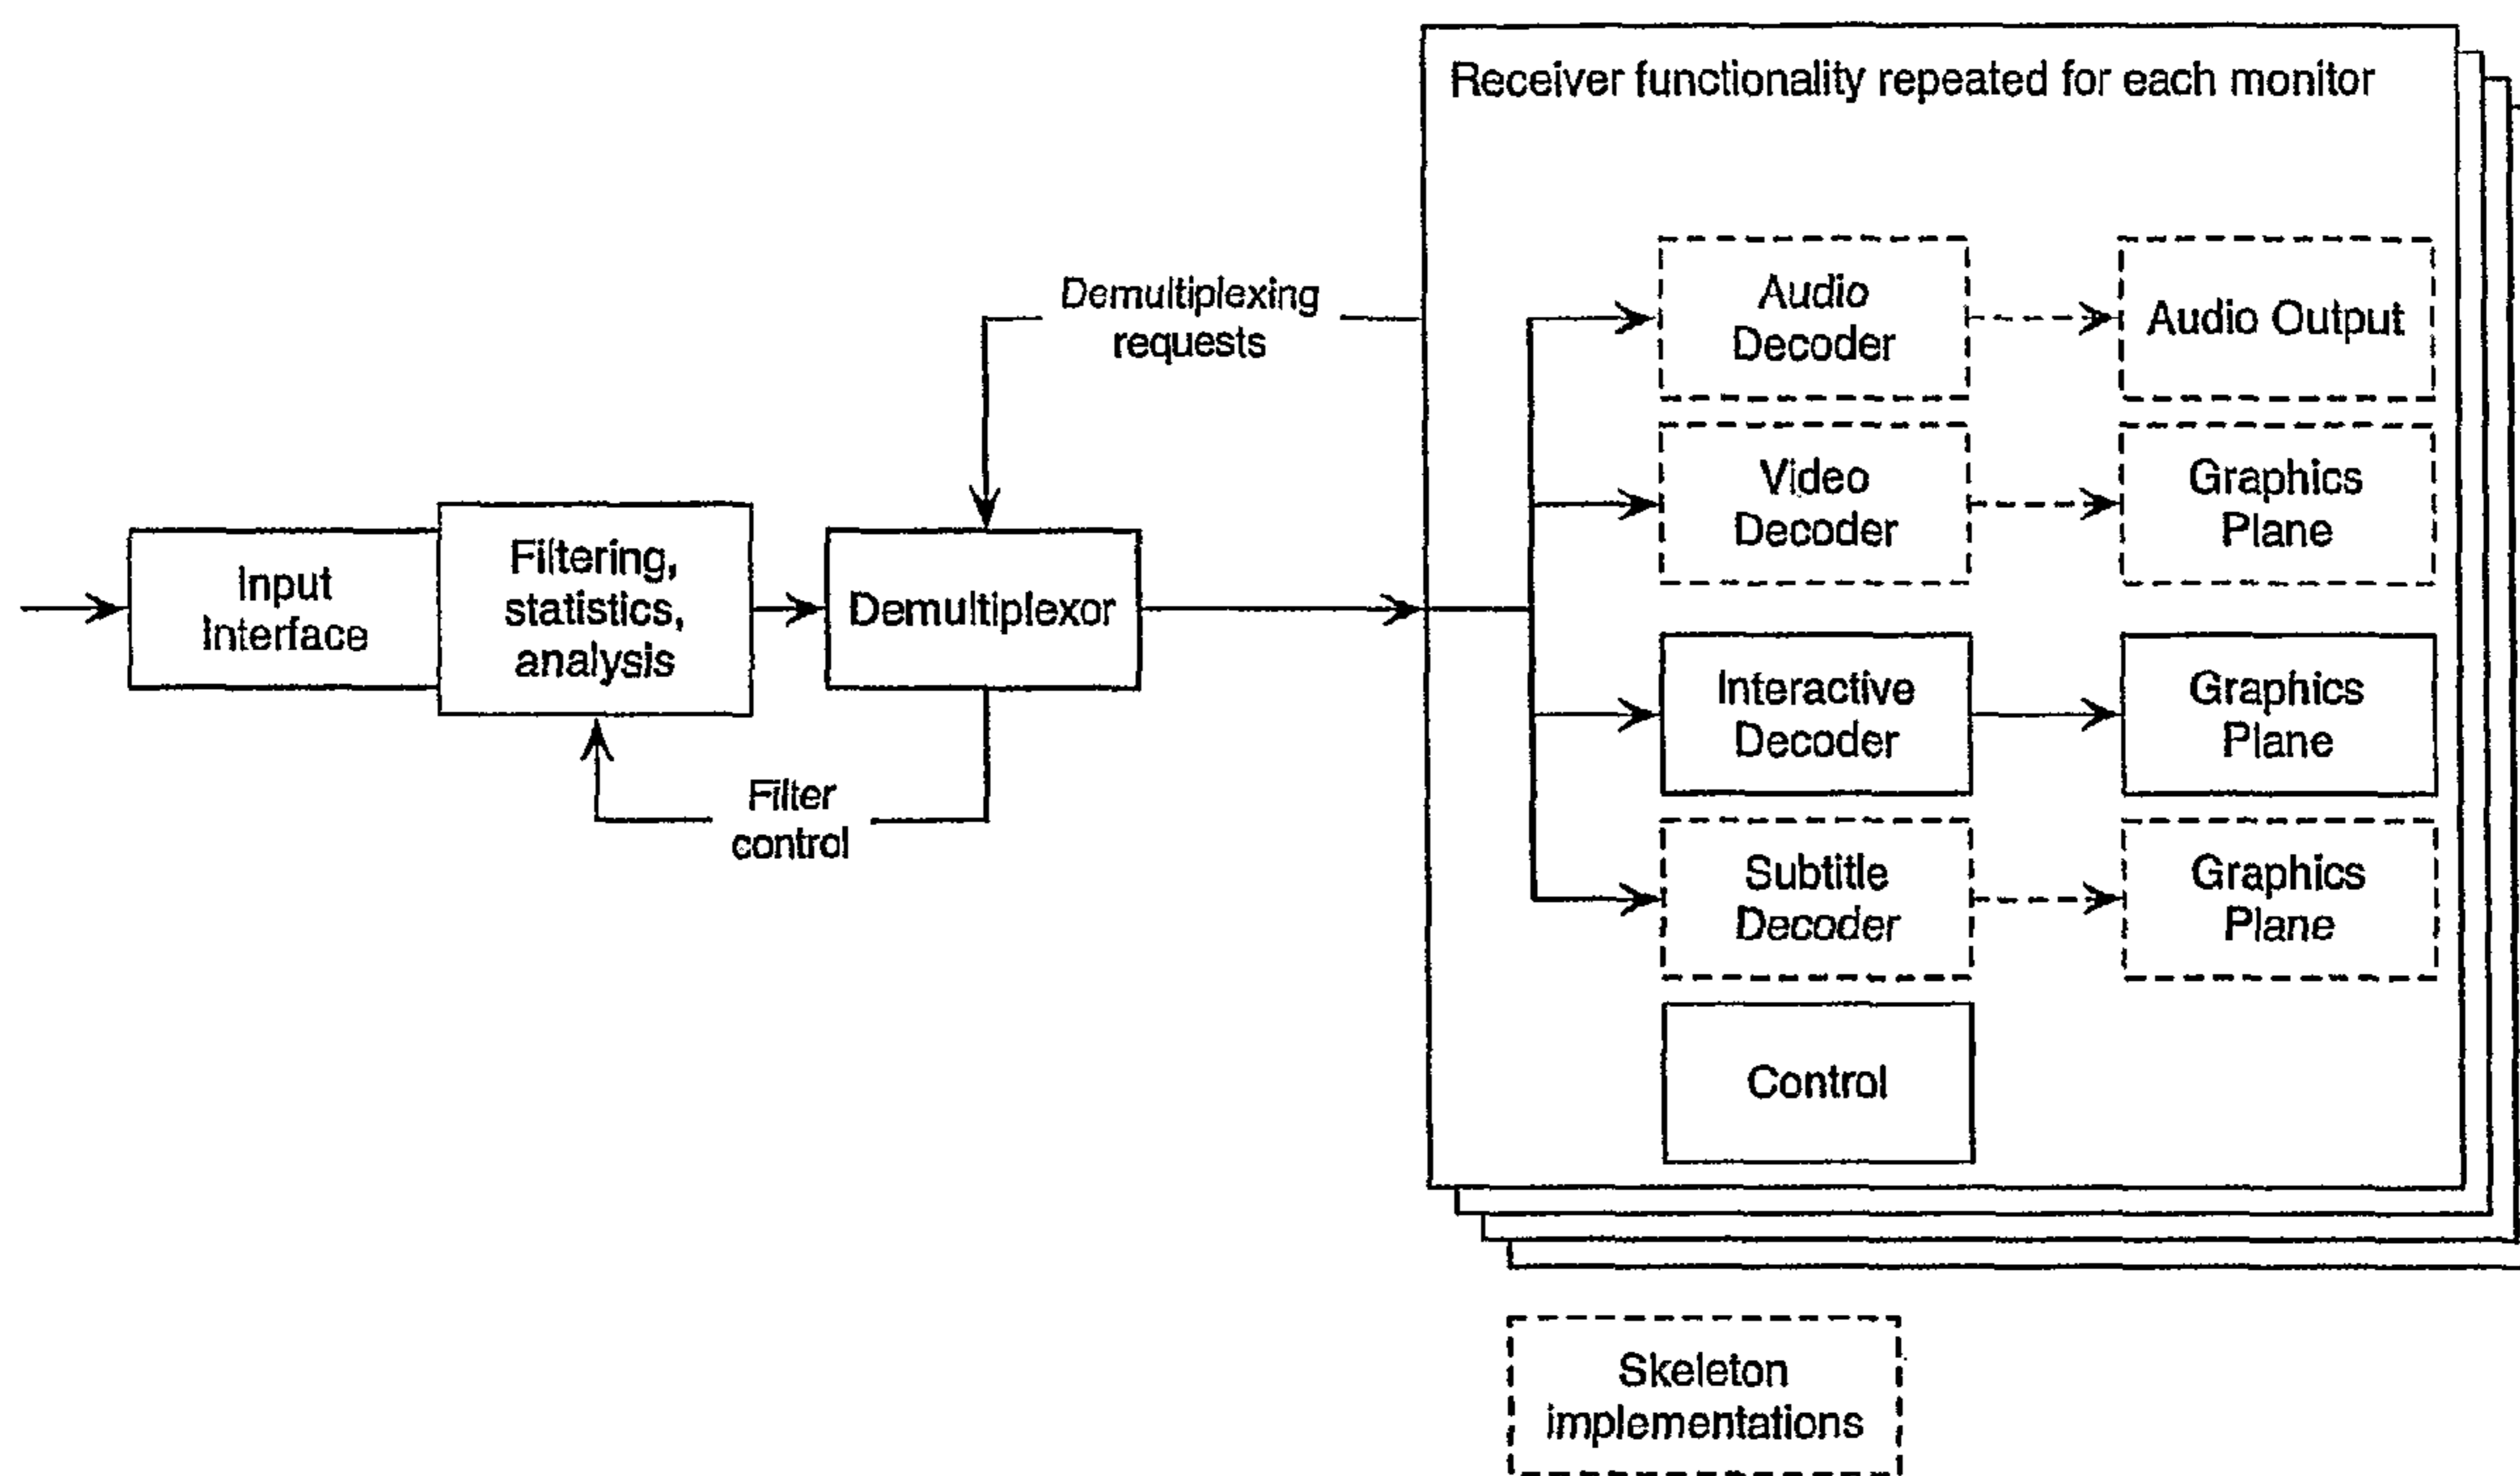 Receiver functionality repeated for each monitor
Demultiplexing
requests
Input
Interface
Filtering,
statistics,
analysis
Demultiplexor
Filter
control
Audio
Decoder
Audio Output
Video
Decoder
Graphics
Plane
Interactive
Decoder
Graphics
Plane
Subtitle
Decoder
Graphics
Plane
Control
Skeleton
implementations